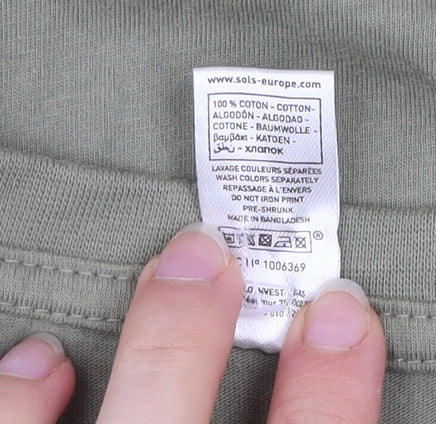 www.sols-europe.com
100 % COTON - COTTON-
ALGODÓN - ALGODAO -
COTONE - BAUMWOLLE -
βαμβάκι - KATOEN -
قطن - хлапок
LAVAGE COULEURS SÉPARÉES
WASH COLORS SEPARATELY
REPASSAGE À L'ENVERS
DO NOT IRON PRINT
PRE-SHRUNK
MADE IN BANGLADESH
®
N° 1006369